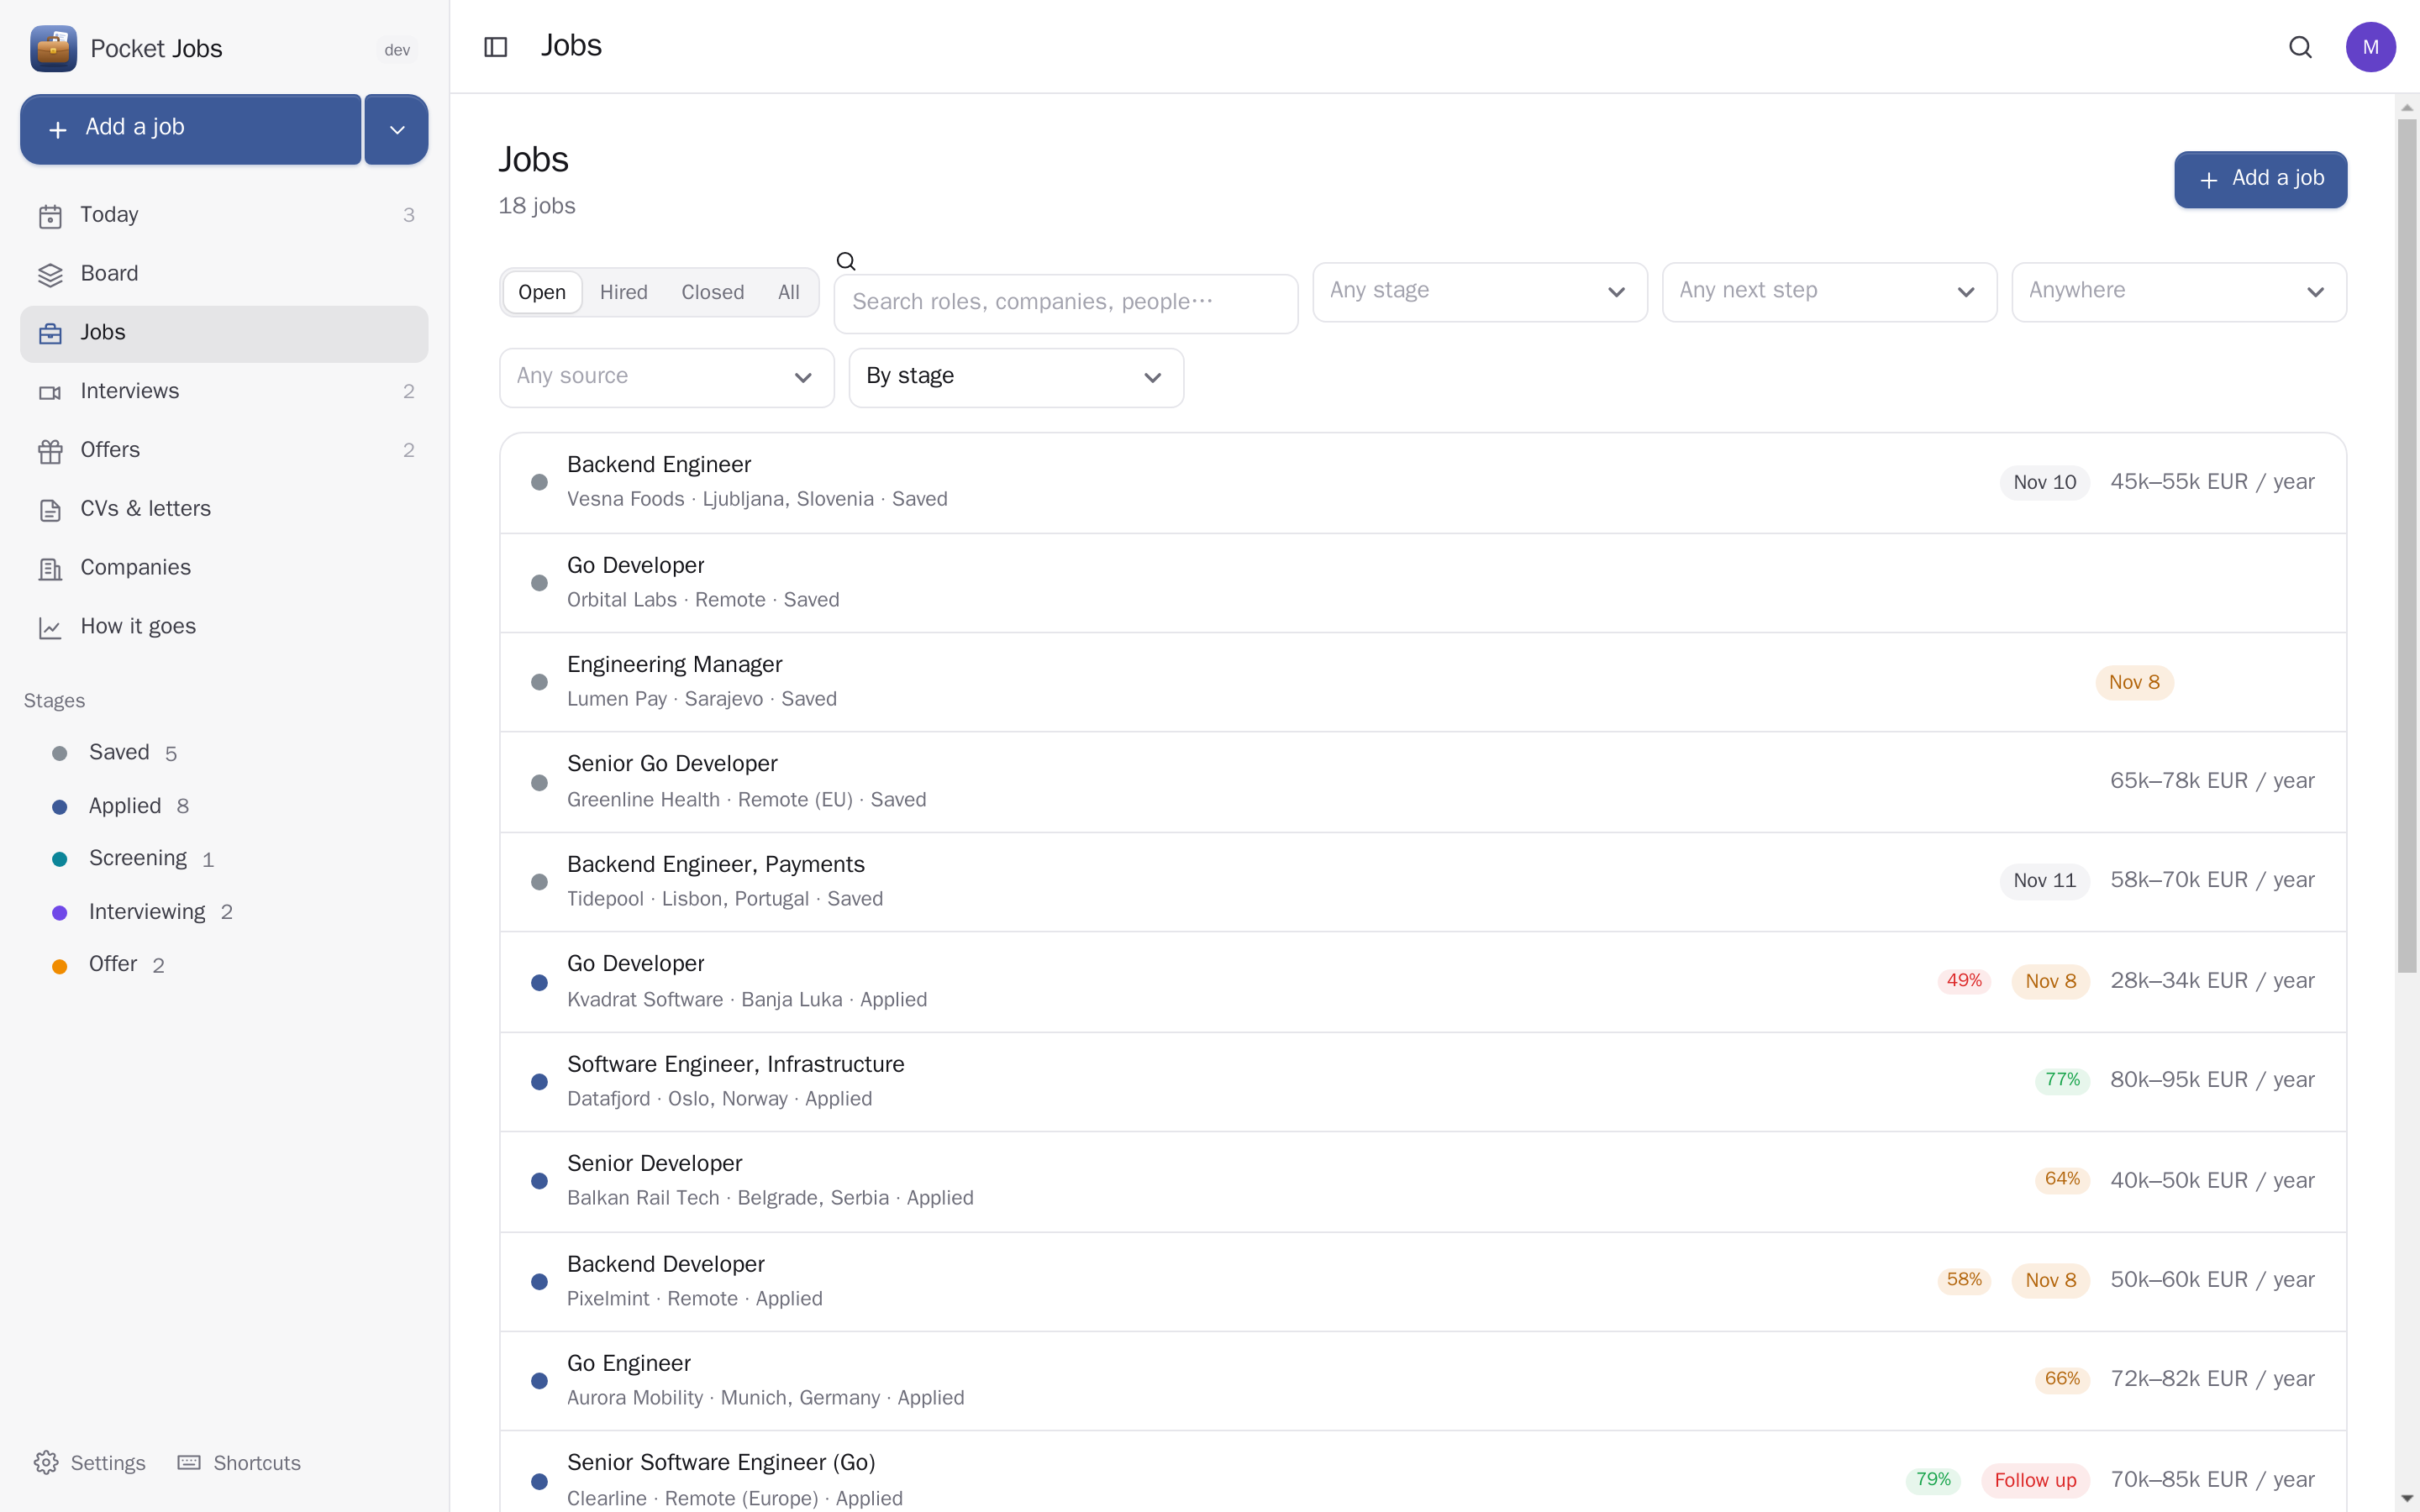 Pocket Jobs
dev
Add a job
Today 3
Board
Jobs
Interviews 2
Offers 2
CVs & letters
Companies
How it goes
Stages
Saved 5
Applied 8
Screening 1
Interviewing 2
Offer 2
Settings
Shortcuts
Jobs
M
Jobs
18 jobs
Add a job
Open Hired Closed All
Search roles, companies, people…
Any stage
Any next step
Anywhere
Any source
By stage
Backend Engineer
Vesna Foods · Ljubljana, Slovenia · Saved
Nov 10 45k–55k EUR / year
Go Developer
Orbital Labs · Remote · Saved
Engineering Manager
Lumen Pay · Sarajevo · Saved
Nov 8
Senior Go Developer
Greenline Health · Remote (EU) · Saved
65k–78k EUR / year
Backend Engineer, Payments
Tidepool · Lisbon, Portugal · Saved
Nov 11 58k–70k EUR / year
Go Developer
Kvadrat Software · Banja Luka · Applied
49% Nov 8 28k–34k EUR / year
Software Engineer, Infrastructure
Datafjord · Oslo, Norway · Applied
77% 80k–95k EUR / year
Senior Developer
Balkan Rail Tech · Belgrade, Serbia · Applied
64% 40k–50k EUR / year
Backend Developer
Pixelmint · Remote · Applied
58% Nov 8 50k–60k EUR / year
Go Engineer
Aurora Mobility · Munich, Germany · Applied
66% 72k–82k EUR / year
Senior Software Engineer (Go)
Clearline · Remote (Europe) · Applied
79% Follow up 70k–85k EUR / year